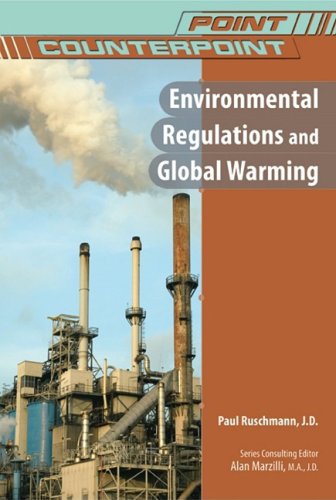 POINT
COUNTERPOINT
Environmental
Regulations and
Global Warming
Paul Ruschmann, J.D.
Series Consulting Editor
Alan Marzilli, M.A., J.D.